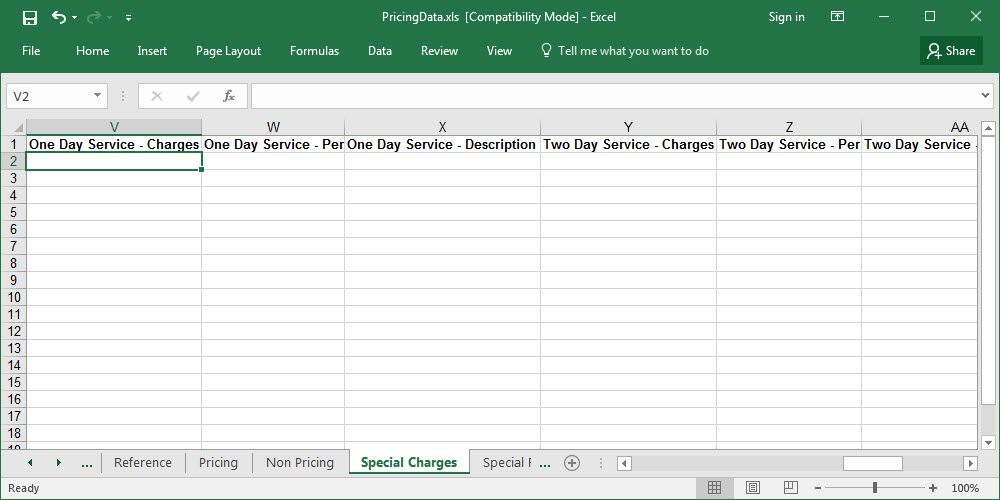 PricingData.xls [Compatibility Mode] - Excel Sign in
File Home Insert Page Layout Formulas Data Review View Tell me what you want to do Share
V2 fx
V W X Y Z AA
1 One Day Service - Charges One Day Service - Per One Day Service - Description Two Day Service - Charges Two Day Service - Per Two Day Service -
2
3
4
5
6
7
8
9
10
11
12
13
14
15
16
17
18
19
... Reference Pricing Non Pricing Special Charges Special F ...
Ready 100%